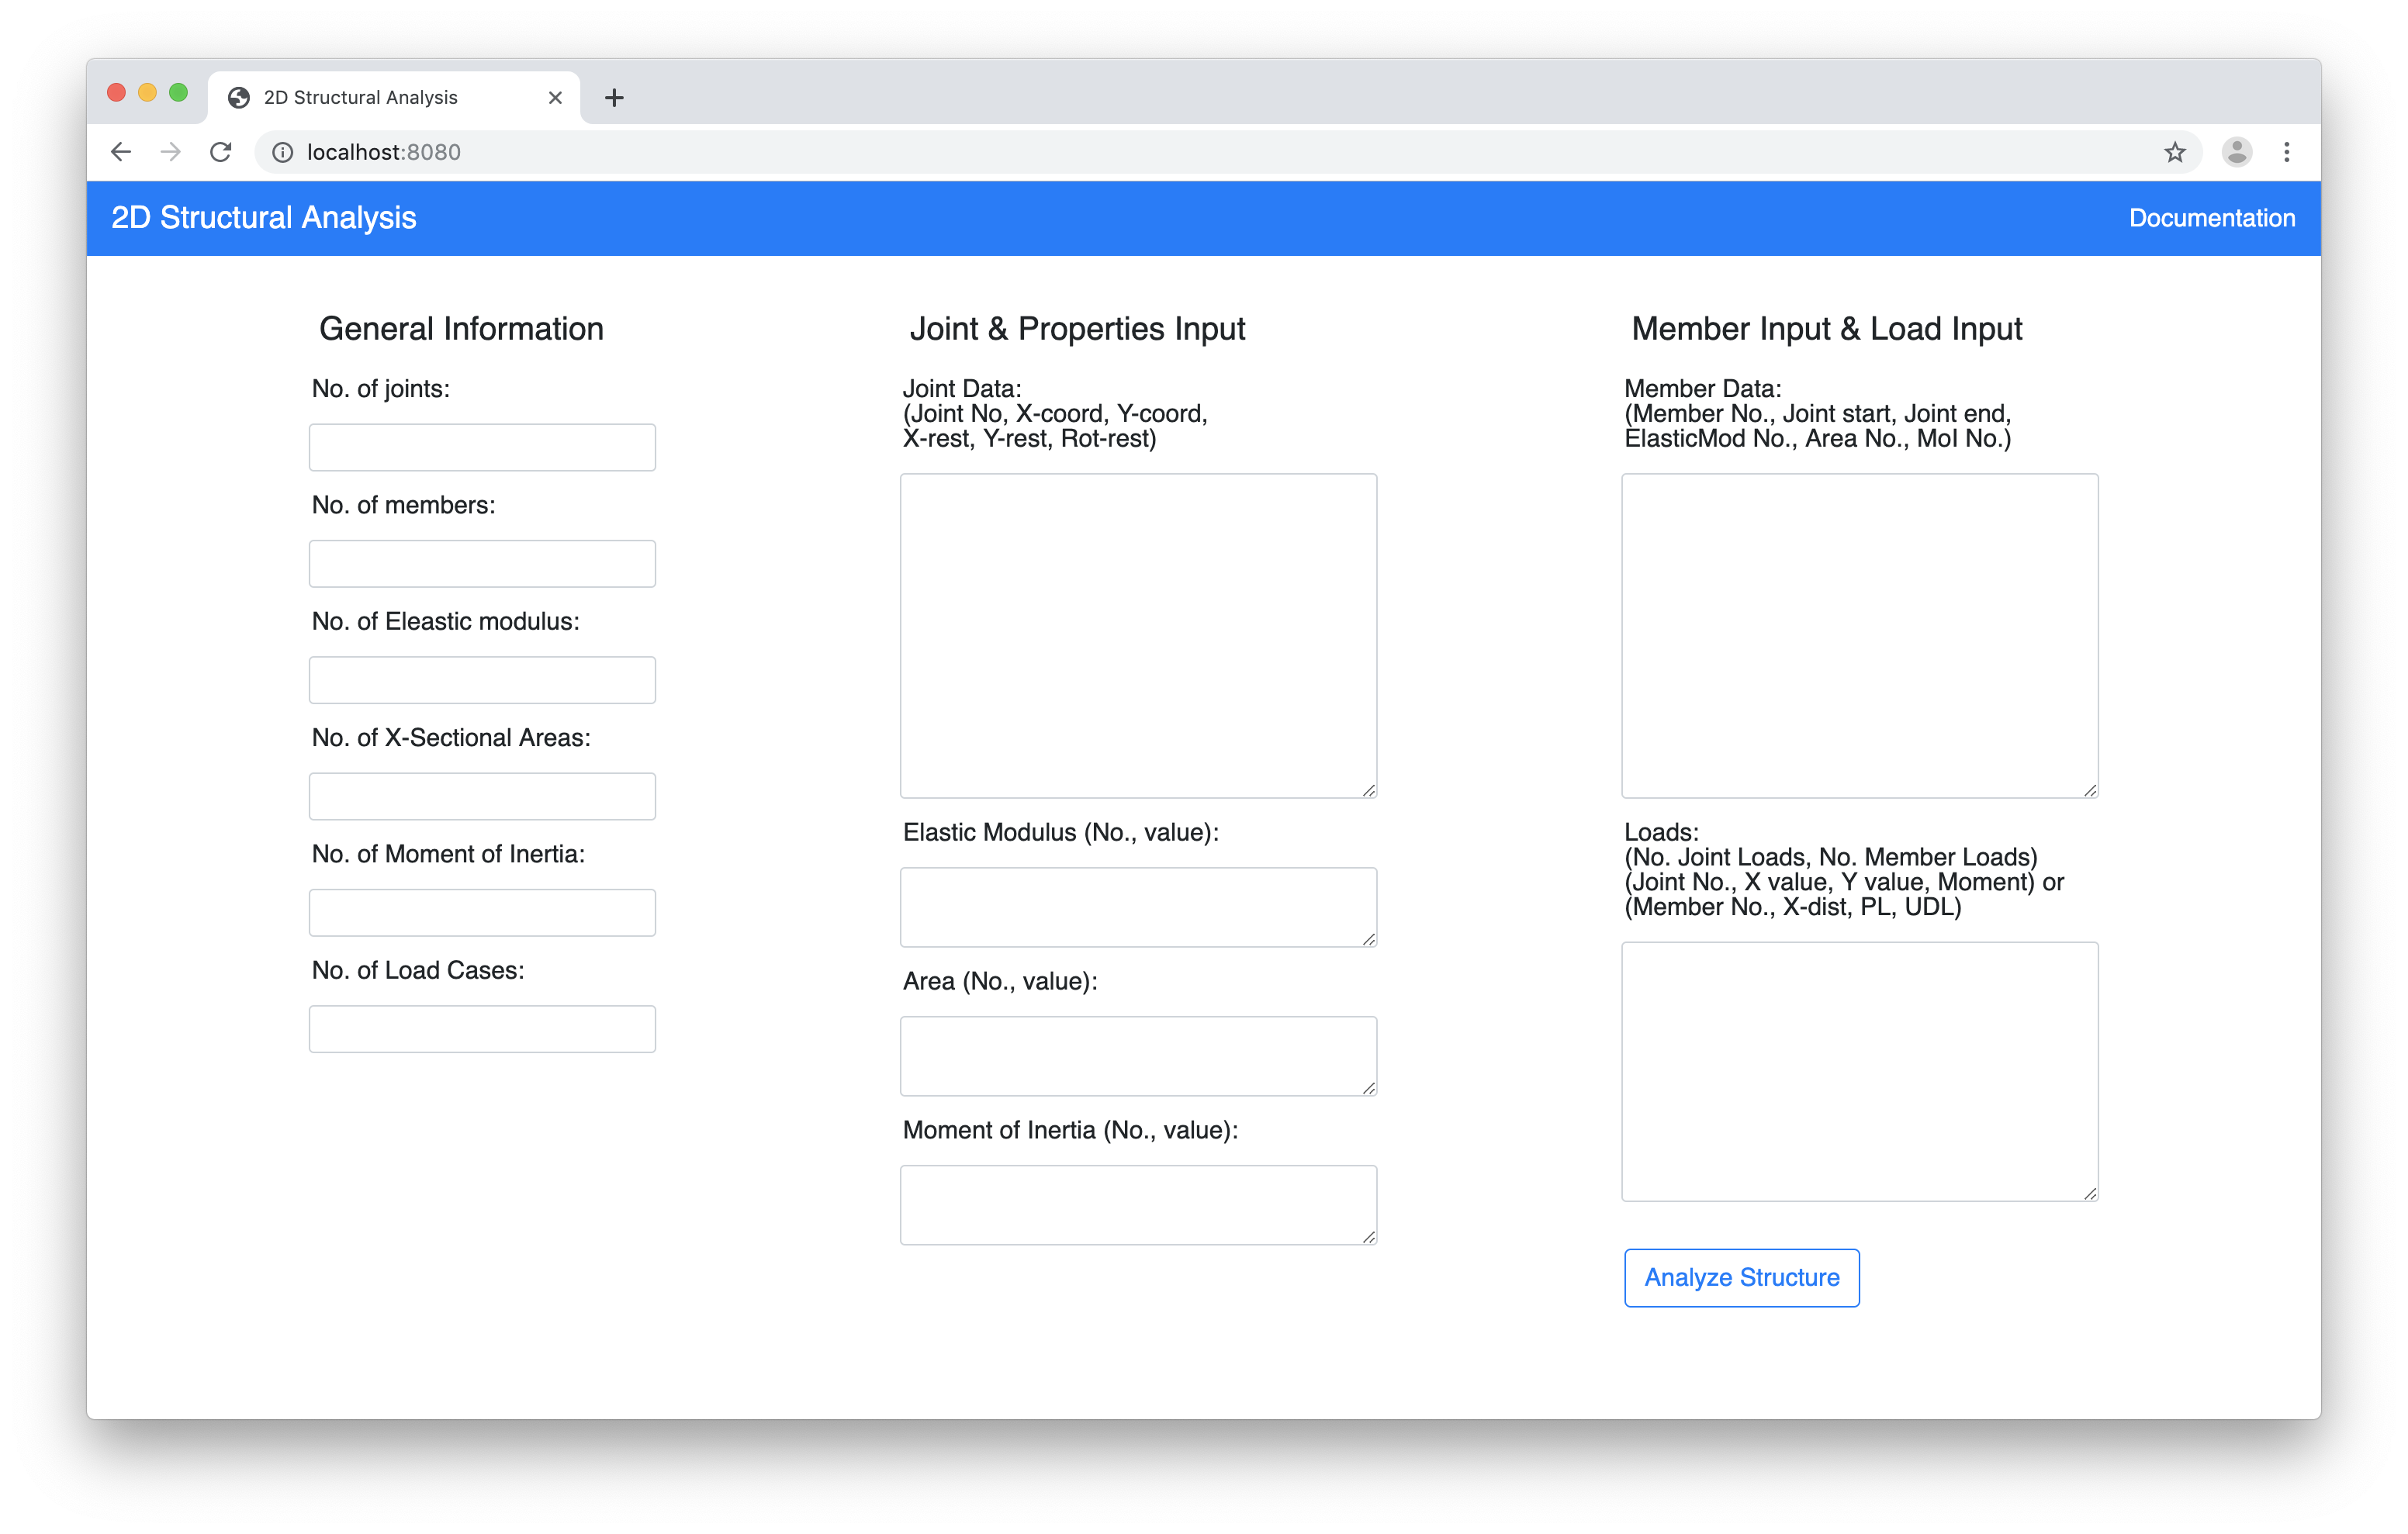 2D Structural Analysis
localhost:8080
2D Structural Analysis
Documentation
General Information
No. of joints:
No. of members:
No. of Eleastic modulus:
No. of X-Sectional Areas:
No. of Moment of Inertia:
No. of Load Cases:
Joint & Properties Input
Joint Data:
(Joint No, X-coord, Y-coord,
X-rest, Y-rest, Rot-rest)
Elastic Modulus (No., value):
Area (No., value):
Moment of Inertia (No., value):
Member Input & Load Input
Member Data:
(Member No., Joint start, Joint end,
ElasticMod No., Area No., MoI No.)
Loads:
(No. Joint Loads, No. Member Loads)
(Joint No., X value, Y value, Moment) or
(Member No., X-dist, PL, UDL)
Analyze Structure